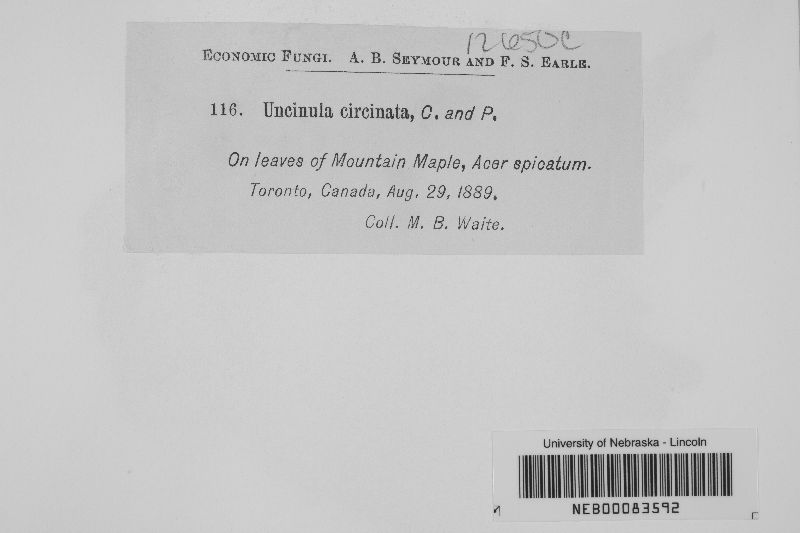 12650C
ECONOMIC FUNGI. A. B. SEYMOUR AND F. S. EARLE.
116. Uncinula circinata, C. and P.
On leaves of Mountain Maple, Acer spicatum.
Toronto, Canada, Aug. 29, 1889.
Coll. M. B. Waite.
University of Nebraska - Lincoln
NEB00083592